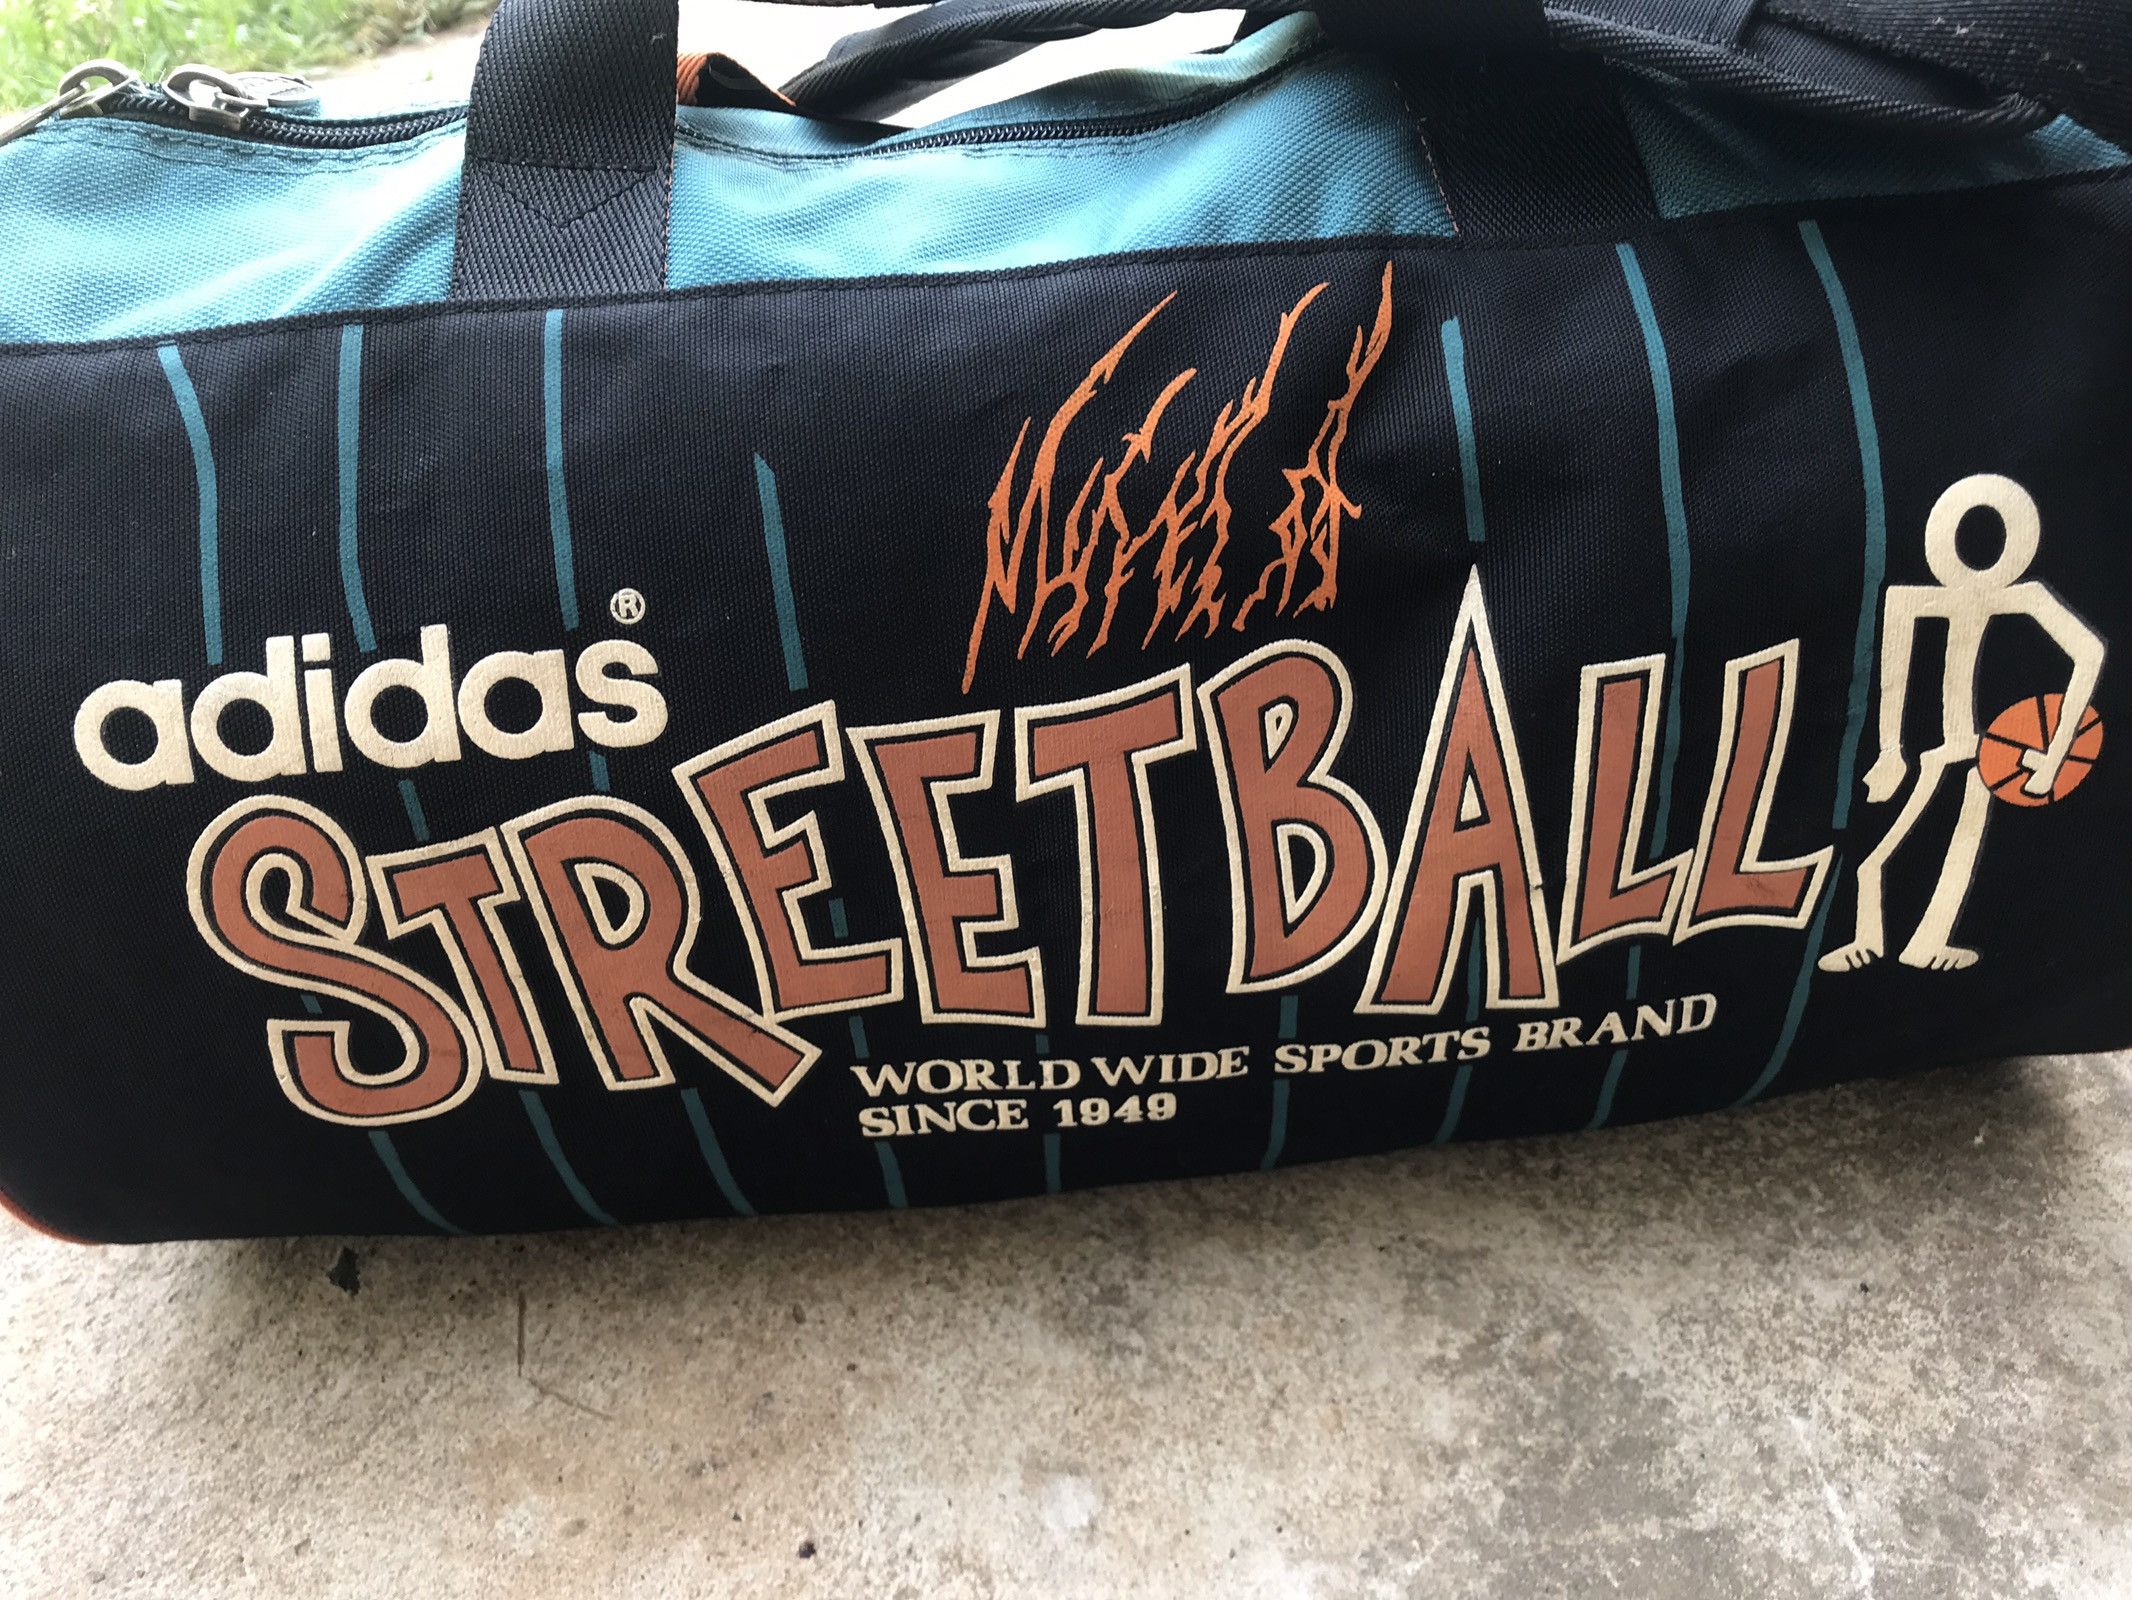 adidas®
STREETBALL
WORLD WIDE SPORTS BRAND
SINCE 1949